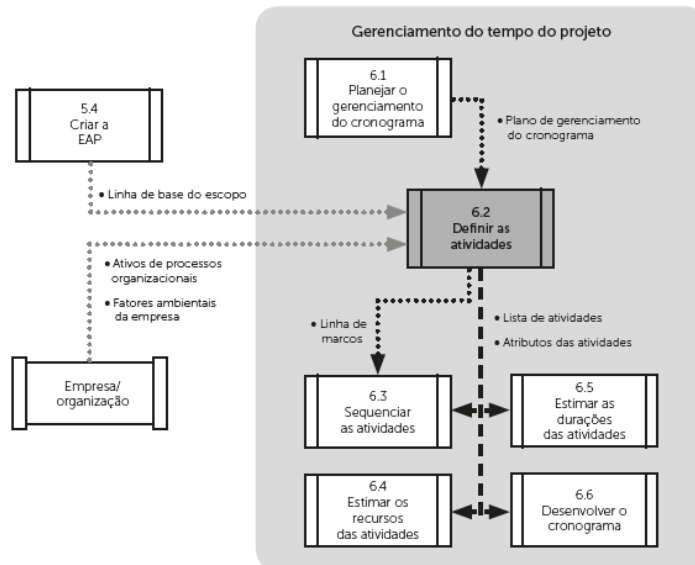 Gerenciamento do tempo do projeto
6.1
Planejar o
gerenciamento
do cronograma
5.4
Criar a
EAP
• Plano de gerenciamento
do cronograma
• Linha de base do escopo
6.2
Definir as
atividades
• Ativos de processos
organizacionais
• Fatores ambientais
da empresa
• Lista de atividades
• Linha de
marcos
• Atributos das atividades
Empresa/
organização
6.3
Sequenciar
as atividades
6.5
Estimar as
durações
das atividades
6.4
Estimar os
recursos
das atividades
6.6
Desenvolver o
cronograma